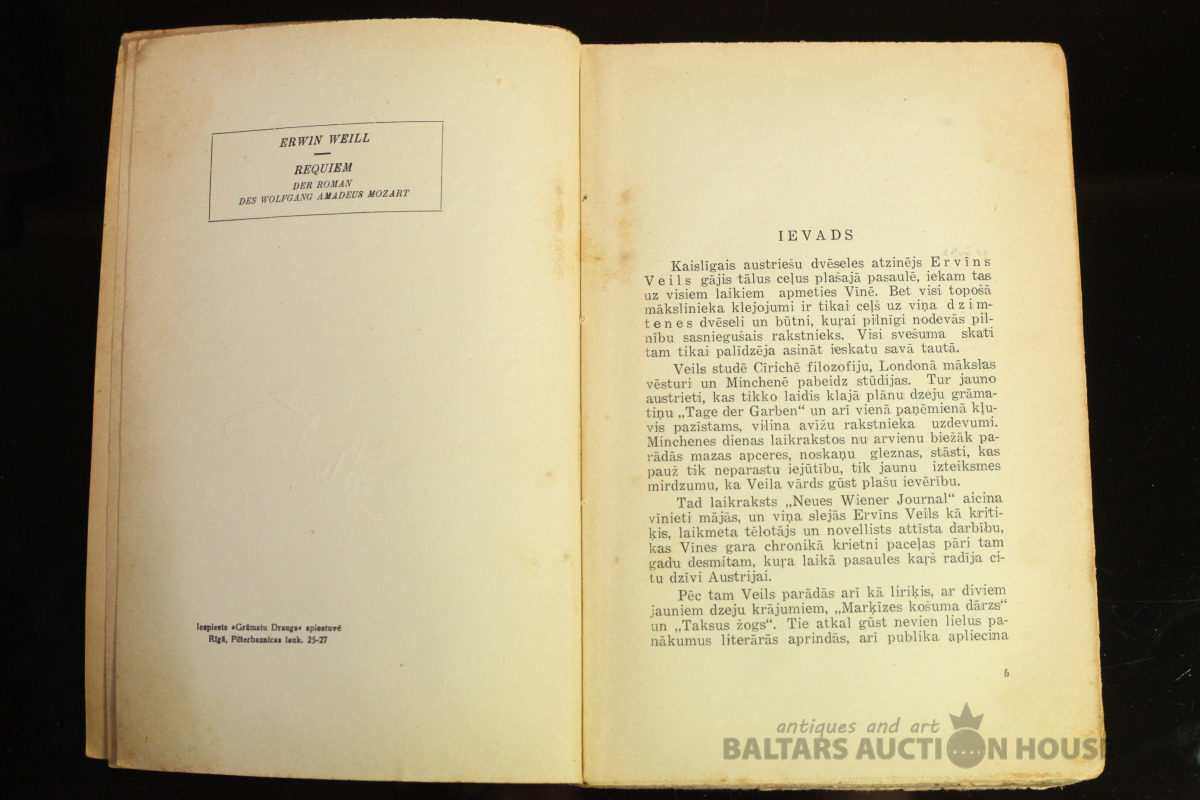 ERWIN WEILL
REQUIEM
DER ROMAN
DES WOLFGANG AMADEUS MOZART
Iespiests »Grāmatu Draugs« spiestuvē
Rīgā, Pēterbaznīcas lauk. 25-27
IEVADS
Kaislīgais austriešu dvēseles atzinējs Ervīns
Veils gājis tālus ceļus plašajā pasaulē, iekam tas
uz visiem laikiem apmeties Vīnē. Bet visi topošā
mākslinieka klejojumi ir tikai ceļš uz viņa dzim-
tenes dvēseli un būtni, kuŗai pilnīgi nodevās pil-
nību sasniegušais rakstnieks. Visi svešuma skati
tam tikai palīdzēja asināt ieskatu savā tautā.
Veils studē Cīrichē filozofiju, Londonā mākslas
vēsturi un Minchenē pabeidz stūdijas. Tur jauno
austrieti, kas tikko laidis klajā plānu dzeju grāma-
tiņu „Tage der Garben“ un arī vienā paņēmienā kļu-
vis pazīstams, vilina avīžu rakstnieka uzdevumi.
Minchenes dienas laikrakstos nu arvienu biežāk pa-
rādās mazas apceres, noskaņu gleznas, stāsti, kas
pauž tik neparastu iejūtību, tik jaunu izteiksmes
mirdzumu, ka Veila vārds gūst plašu ievērību.
Tad laikraksts „Neues Wiener Journal“ aicina
vīnieti mājās, un viņa slejās Ervīns Veils kā kriti-
ķis, laikmeta tēlotājs un novellists attīsta darbību,
kas Vīnes gara chronikā krietni paceļas pāri tam
gadu desmitam, kuŗa laikā pasaules kaŗš radīja ci-
tu dzīvi Austrijai.
Pēc tam Veils parādās arī kā liriķis, ar diviem
jauniem dzeju krājumiem, „Marķīzes košuma dārzs“
un „Taksus žogs“. Tie atkal gūst nevien lielus pa-
nākumus literārās aprindās, arī publika apliecina
5
antiques and art
BALTARS AUCTION HOUSE